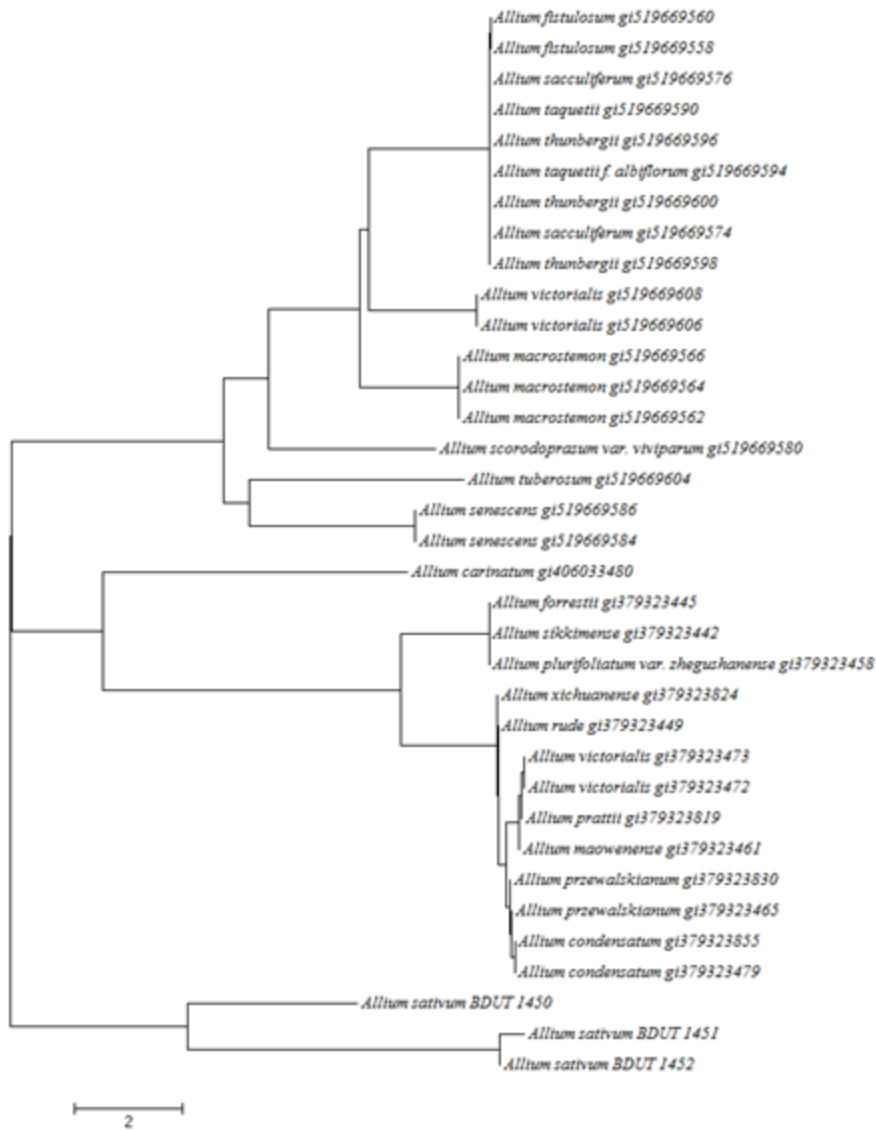 Allium fistulosum gi519669560
Allium fistulosum gi519669558
Allium sacculiferum gi519669576
Allium taquetii gi519669590
Allium thunbergii gi519669596
Allium taquetii f. albiflorum gi519669594
Allium thunbergii gi519669600
Allium sacculiferum gi519669574
Allium thunbergii gi519669598
Allium victorialis gi519669608
Allium victorialis gi519669606
Allium macrostemon gi519669566
Allium macrostemon gi519669564
Allium macrostemon gi519669562
Allium scorodoprasum var. viviparum gi519669580
Allium tuberosum gi519669604
Allium senescens gi519669586
Allium senescens gi519669584
Allium carinatum gi406033480
Allium forrestii gi379323445
Allium sikkimense gi379323442
Allium plurifoliatum var. zhegushanense gi379323458
Allium xichuanense gi379323824
Allium rude gi379323449
Allium victorialis gi379323473
Allium victorialis gi379323472
Allium prattii gi379323819
Allium maowenense gi379323461
Allium przewalskianum gi379323830
Allium przewalskianum gi379323465
Allium condensatum gi379323855
Allium condensatum gi379323479
Allium sativum BDUT 1450
Allium sativum BDUT 1451
Allium sativum BDUT 1452
2